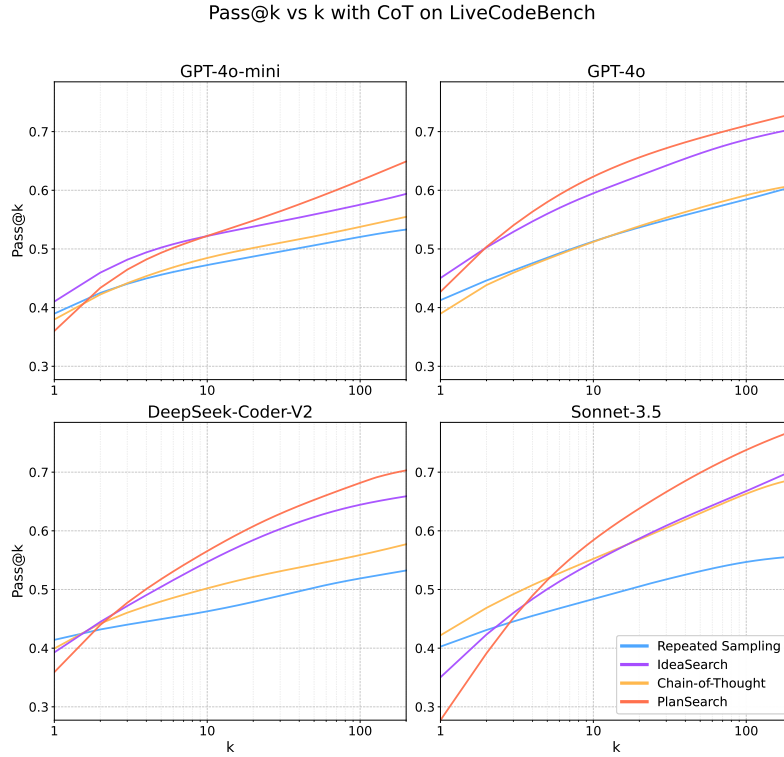 Pass@k vs k with CoT on LiveCodeBench
GPT-4o-mini
GPT-4o
Pass@k
0.7
0.6
0.5
0.4
0.3
1
10
100
0.7
0.6
0.5
0.4
0.3
1
10
100
DeepSeek-Coder-V2
Sonnet-3.5
Pass@k
0.7
0.6
0.5
0.4
0.3
1
10
100
k
0.7
0.6
0.5
0.4
0.3
1
10
100
k
Repeated Sampling
IdeaSearch
Chain-of-Thought
PlanSearch